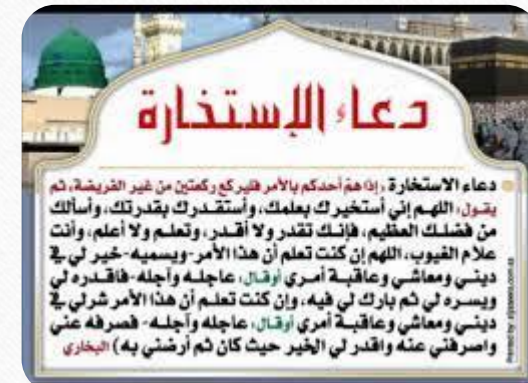 دعاء الإستخارة
دعاء الاستخارة (إذا همّ أحدكم بالأمر فليركع ركعتين من غير الفريضة، ثم
يقول: اللهم إني أستخيرك بعلمك، وأستقدرك بقدرتك، وأسألك
من فضلك العظيم، فإنك تقدر ولا أقدر، وتعلم ولا أعلم، وأنت
علام الغيوب، اللهم إن كنت تعلم أن هذا الأمر-ويسميه-خير لي في
ديني ومعاشي وعاقبة أمري أوقال: عاجله وآجله-فاقدره لي
ويسره لي ثم بارك لي فيه، وإن كنت تعلم أن هذا الأمر شرلي في
ديني ومعاشي وعاقبة أمري أوقال: عاجله وآجله- فصرفه عني
واصرفني عنه واقدر لي الخير حيث كان ثم أرضني به) البخاري